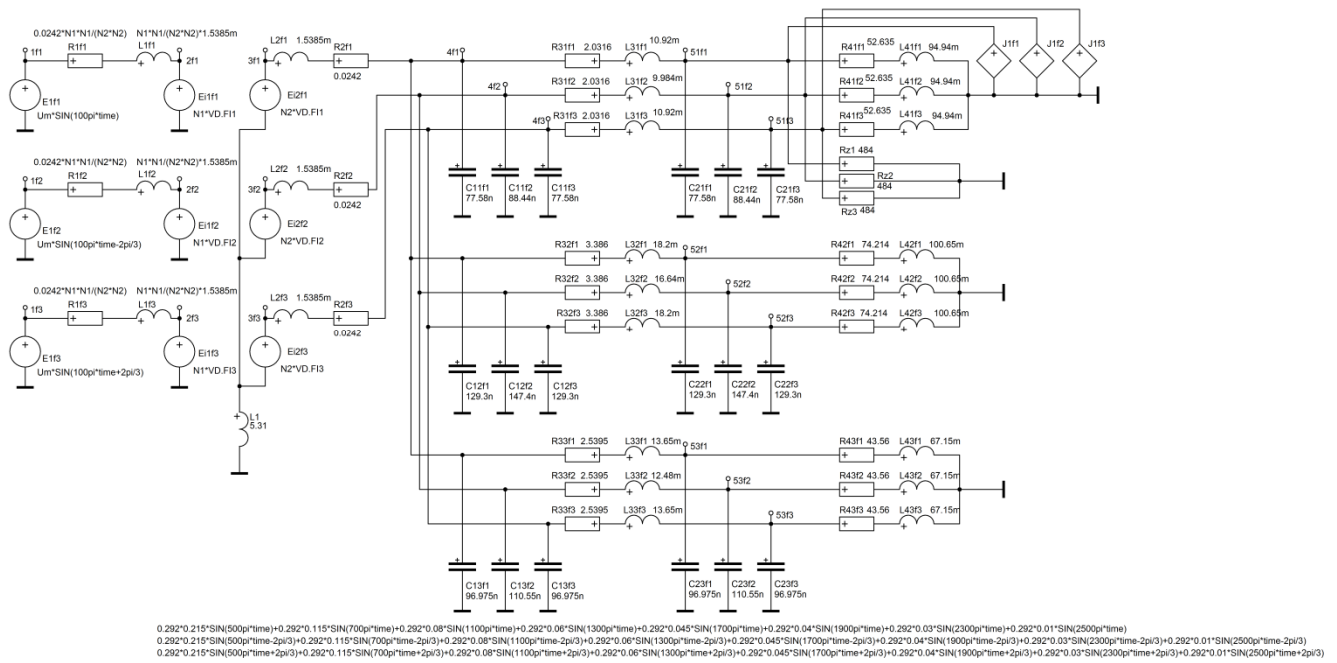 0.0242*N1*N1/(N2*N2) N1*N1/(N2*N2)*1.5385m
1f1 R1f1 L1f1 2f1
E1f1
Um*SIN(100pi*time)
Ei1f1
N1*VD.FI1
L2f1 1.5385m R2f1
3f1 0.0242
Ei2f1
N2*VD.FI1
0.0242*N1*N1/(N2*N2) N1*N1/(N2*N2)*1.5385m
1f2 R1f2 L1f2 2f2
E1f2
Um*SIN(100pi*time-2pi/3)
Ei1f2
N1*VD.FI2
L2f2 1.5385m R2f2
3f2 0.0242
Ei2f2
N2*VD.FI2
0.0242*N1*N1/(N2*N2) N1*N1/(N2*N2)*1.5385m
1f3 R1f3 L1f3 2f3
E1f3
Um*SIN(100pi*time+2pi/3)
Ei1f3
N1*VD.FI3
L2f3 1.5385m R2f3
3f3 0.0242
Ei2f3
N2*VD.FI3
L1
5.31
4f1 R31f1 2.0316 L31f1 10.92m 51f1 R41f1 52.635 L41f1 94.94m
4f2 R31f2 2.0316 L31f2 9.984m 51f2 R41f2 52.635 L41f2 94.94m
4f3 R31f3 2.0316 L31f3 10.92m 51f3 R41f3 52.635 L41f3 94.94m
J1f1 J1f2 J1f3
Rz1 484
Rz2
484
Rz3 484
C11f1 C11f2 C11f3 C21f1 C21f2 C21f3
77.58n 88.44n 77.58n 77.58n 88.44n 77.58n
R32f1 3.386 L32f1 18.2m 52f1 R42f1 74.214 L42f1 100.65m
R32f2 3.386 L32f2 16.64m 52f2 R42f2 74.214 L42f2 100.65m
R32f3 3.386 L32f3 18.2m 52f3 R42f3 74.214 L42f3 100.65m
C12f1 C12f2 C12f3 C22f1 C22f2 C22f3
129.3n 147.4n 129.3n 129.3n 147.4n 129.3n
R33f1 2.5395 L33f1 13.65m 53f1 R43f1 43.56 L43f1 67.15m
R33f2 2.5395 L33f2 12.48m 53f2 R43f2 43.56 L43f2 67.15m
R33f3 2.5395 L33f3 13.65m 53f3 R43f3 43.56 L43f3 67.15m
C13f1 C13f2 C13f3 C23f1 C23f2 C23f3
96.975n 110.55n 96.975n 96.975n 110.55n 96.975n
0.292*0.215*SIN(500pi*time)+0.292*0.115*SIN(700pi*time)+0.292*0.08*SIN(1100pi*time)+0.292*0.06*SIN(1300pi*time)+0.292*0.045*SIN(1700pi*time)+0.292*0.04*SIN(1900pi*time)+0.292*0.03*SIN(2300pi*time)+0.292*0.01*SIN(2500pi*time)
0.292*0.215*SIN(500pi*time-2pi/3)+0.292*0.115*SIN(700pi*time-2pi/3)+0.292*0.08*SIN(1100pi*time-2pi/3)+0.292*0.06*SIN(1300pi*time-2pi/3)+0.292*0.045*SIN(1700pi*time-2pi/3)+0.292*0.04*SIN(1900pi*time-2pi/3)+0.292*0.03*SIN(2300pi*time-2pi/3)+0.292*0.01*SIN(2500pi*time-2pi/3)
0.292*0.215*SIN(500pi*time+2pi/3)+0.292*0.115*SIN(700pi*time+2pi/3)+0.292*0.08*SIN(1100pi*time+2pi/3)+0.292*0.06*SIN(1300pi*time+2pi/3)+0.292*0.045*SIN(1700pi*time+2pi/3)+0.292*0.04*SIN(1900pi*time+2pi/3)+0.292*0.03*SIN(2300pi*time+2pi/3)+0.292*0.01*SIN(2500pi*time+2pi/3)